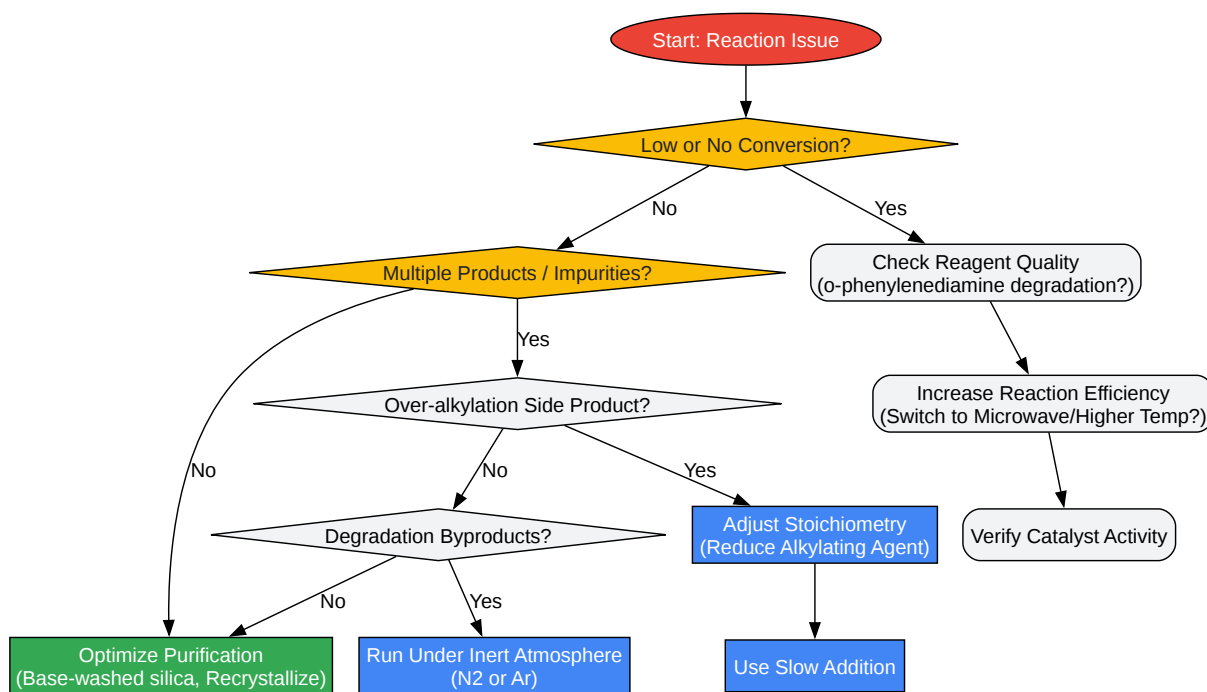 Start: Reaction Issue
Low or No Conversion?
No
Yes
Multiple Products / Impurities?
Check Reagent Quality
(o-phenylenediamine degradation?)
Yes
Over-alkylation Side Product?
Increase Reaction Efficiency
(Switch to Microwave/Higher Temp?)
No
No
Yes
Degradation Byproducts?
Adjust Stoichiometry
(Reduce Alkylating Agent)
Verify Catalyst Activity
No
Yes
Optimize Purification
(Base-washed silica, Recrystallize)
Run Under Inert Atmosphere
(N2 or Ar)
Use Slow Addition